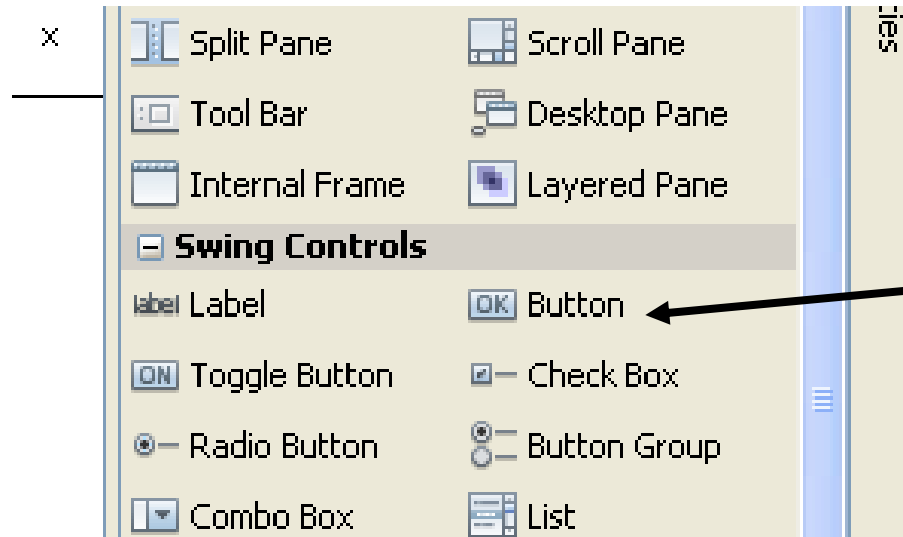 x
Split Pane Scroll Pane
cies
Tool Bar Desktop Pane
Internal Frame Layered Pane
Swing Controls
label Label OK Button
ON Toggle Button Check Box
Radio Button Button Group
Combo Box List